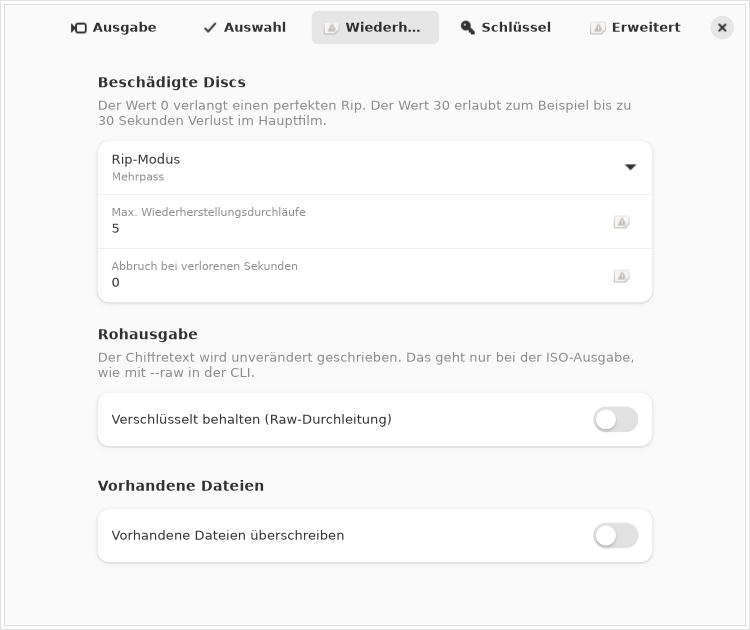 Ausgabe
Auswahl
Wiederh...
Schlüssel
Erweitert
Beschädigte Discs
Der Wert 0 verlangt einen perfekten Rip. Der Wert 30 erlaubt zum Beispiel bis zu
30 Sekunden Verlust im Hauptfilm.
Rip-Modus
Mehrpass
Max. Wiederherstellungsdurchläufe
5
Abbruch bei verlorenen Sekunden
0
Rohausgabe
Der Chiffretext wird unverändert geschrieben. Das geht nur bei der ISO-Ausgabe,
wie mit --raw in der CLI.
Verschlüsselt behalten (Raw-Durchleitung)
Vorhandene Dateien
Vorhandene Dateien überschreiben